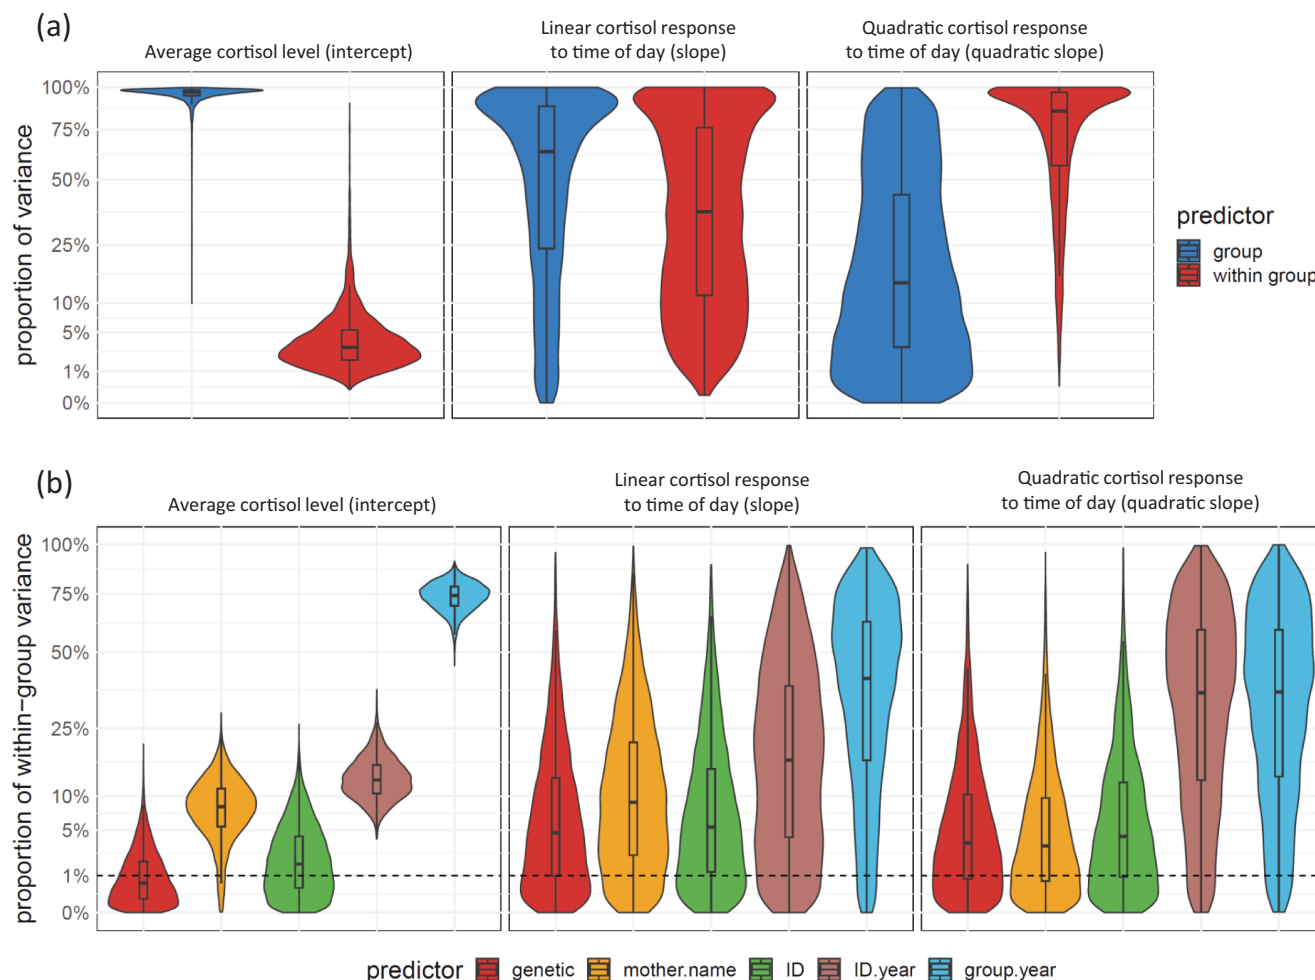 (a)
Average cortisol level (intercept)
Linear cortisol response
to time of day (slope)
Quadratic cortisol response
to time of day (quadratic slope)
proportion of variance
100%
75%
50%
25%
10%
5%
1%
0%
predictor
group
within group
(b)
Average cortisol level (intercept)
Linear cortisol response
to time of day (slope)
Quadratic cortisol response
to time of day (quadratic slope)
proportion of within−group variance
100%
75%
50%
25%
10%
5%
1%
0%
predictor genetic mother.name ID ID.year group.year